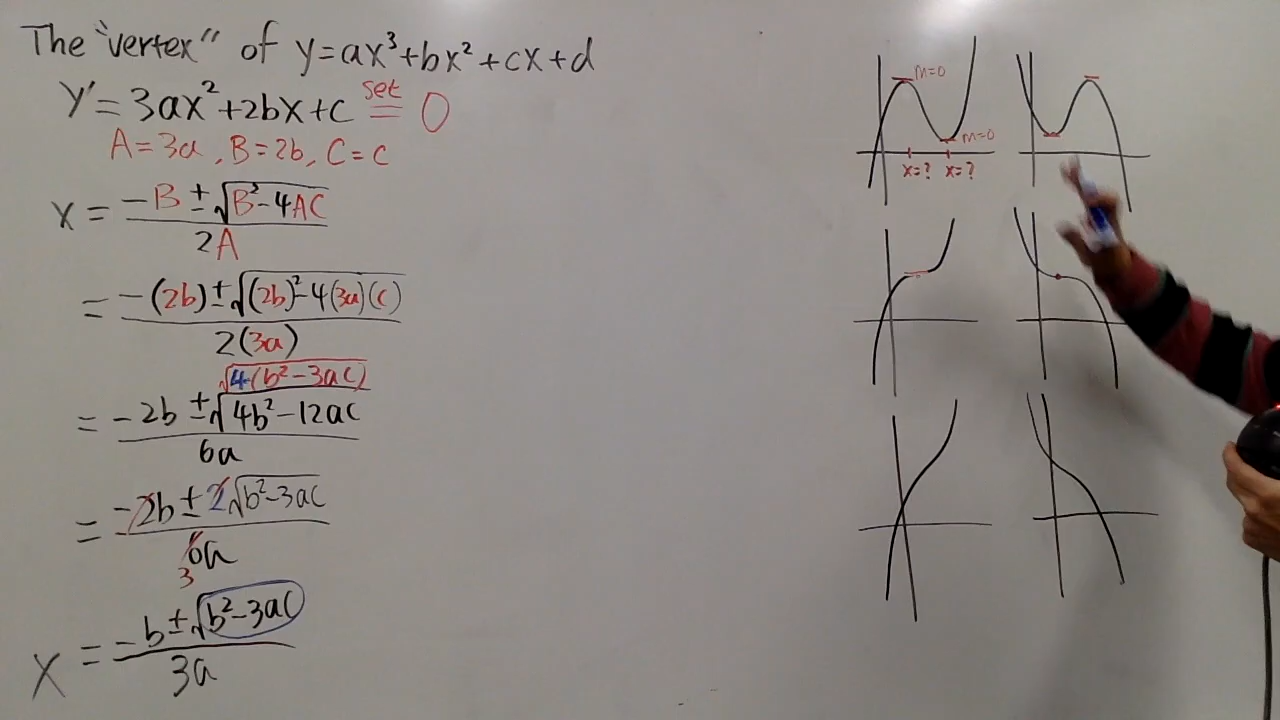 The "vertex" of y=ax³+bx²+cx+d
y'= 3ax²+2bx+c set = 0
A=3a, B=2b, C=c
x = (-B ± √(B²-4AC)) / 2A
= (-(2b) ± √((2b)²-4(3a)(c))) / 2(3a)
√4(b²-3ac)
= (-2b ± √(4b²-12ac)) / 6a
= (-2b ± 2√(b²-3ac)) / 6a
3
x = (-b ± √(b²-3ac)) / 3a
m=0
m=0
x=? x=?